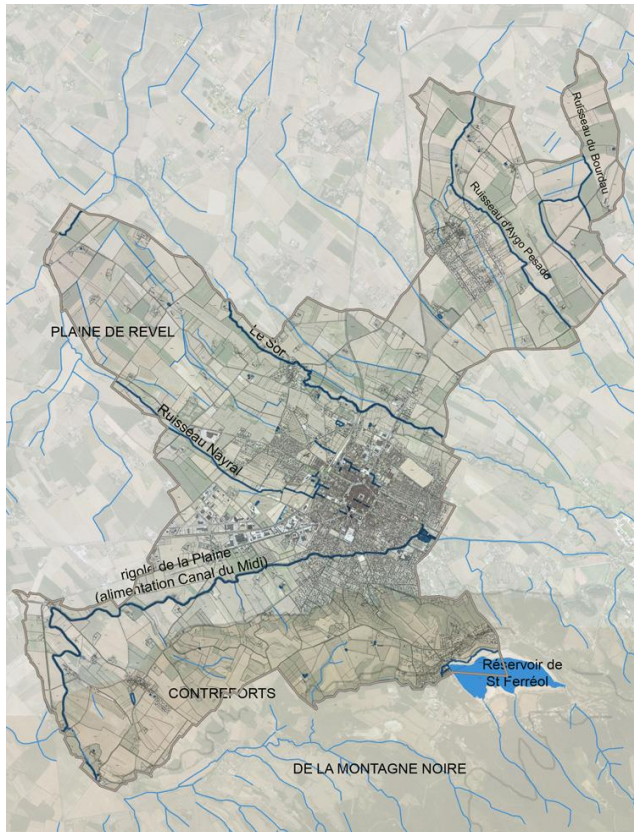 Ruisseau du Bourdau
Ruisseau d'Aygo Pesado
PLAINE DE REVEL
Le Sor
Ruisseau Nayral
rigole de la Plaine
(alimentation Canal du Midi)
Réservoir de
St Ferréol
CONTREFORTS
DE LA MONTAGNE NOIRE